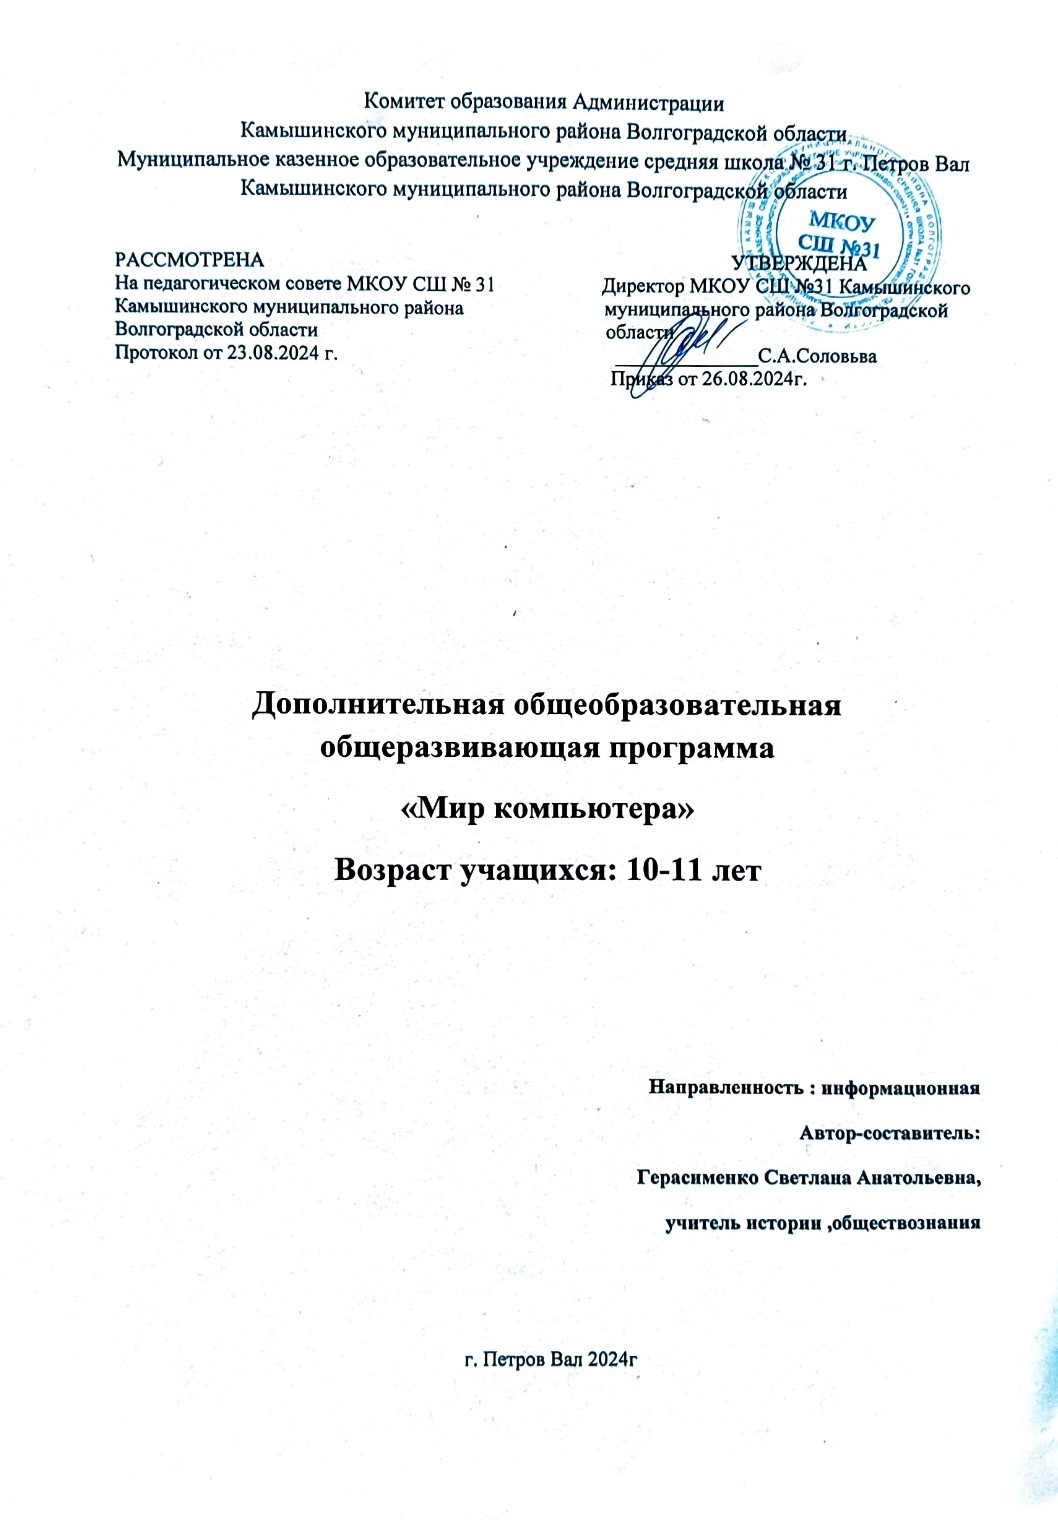 Комитет образования Администрации
Камышинского муниципального района Волгоградской области
Муниципальное казенное образовательное учреждение средняя школа № 31 г. Петров Вал
Камышинского муниципального района Волгоградской области
МКОУ
СШ №31
РАССМОТРЕНА
На педагогическом совете МКОУ СШ № 31
Камышинского муниципального района
Волгоградской области
Протокол от 23.08.2024 г.
УТВЕРЖДЕНА
Директор МКОУ СШ №31 Камышинского
муниципального района Волгоградской
области
______________С.А.Соловьва
Приказ от 26.08.2024г.
Дополнительная общеобразовательная
общеразвивающая программа
«Мир компьютера»
Возраст учащихся: 10-11 лет
Направленность : информационная
Автор-составитель:
Герасименко Светлана Анатольевна,
учитель истории ,обществознания
г. Петров Вал 2024г